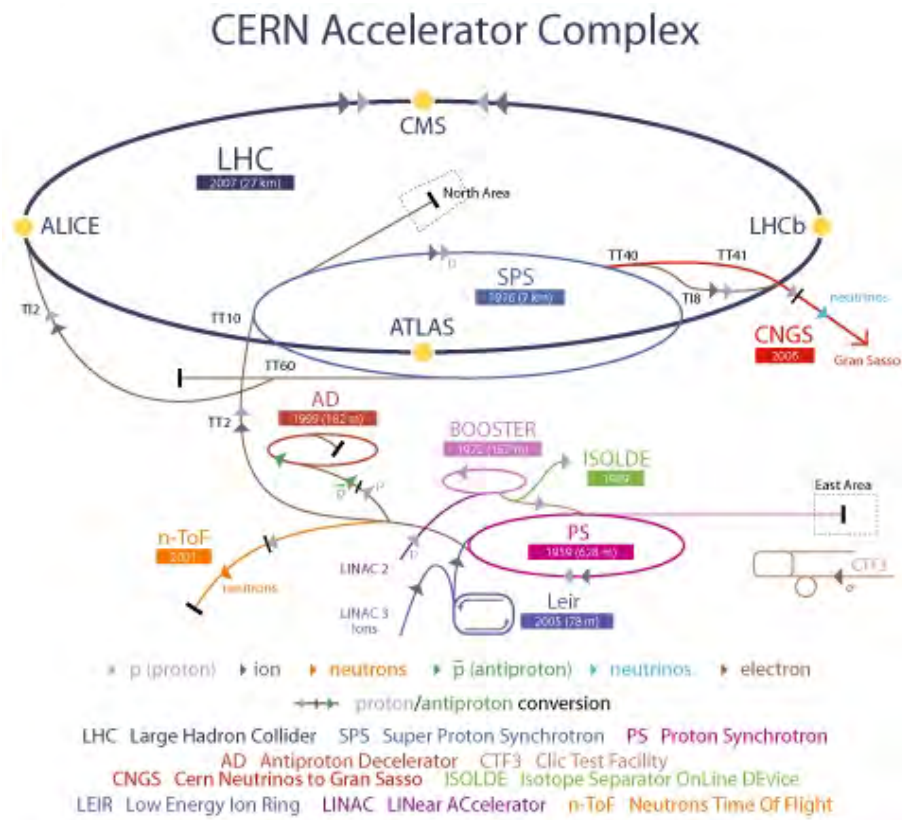 CERN Accelerator Complex
CMS
LHC
2007 (27 km)
North Area
ALICE
LHCb
TT40
TT41
SPS
1976 (7 km)
TI8
neutrinos
TI2
TT10
ATLAS
CNGS
2006
Gran Sasso
TT60
AD
1999 (182 m)
TT2
BOOSTER
1972 (157 m)
ISOLDE
1989
East Area
p
p̅
p
n-ToF
2001
PS
1959 (628 m)
LINAC 2
neutrons
CTF3
e
LINAC 3
Ions
Leir
2005 (78 m)
p (proton) ion neutrons p̅ (antiproton) neutrinos electron
proton/antiproton conversion
LHC Large Hadron Collider SPS Super Proton Synchrotron PS Proton Synchrotron
AD Antiproton Decelerator CTF3 Clic Test Facility
CNGS Cern Neutrinos to Gran Sasso ISOLDE Isotope Separator OnLine DEvice
LEIR Low Energy Ion Ring LINAC LINear ACcelerator n-ToF Neutrons Time Of Flight